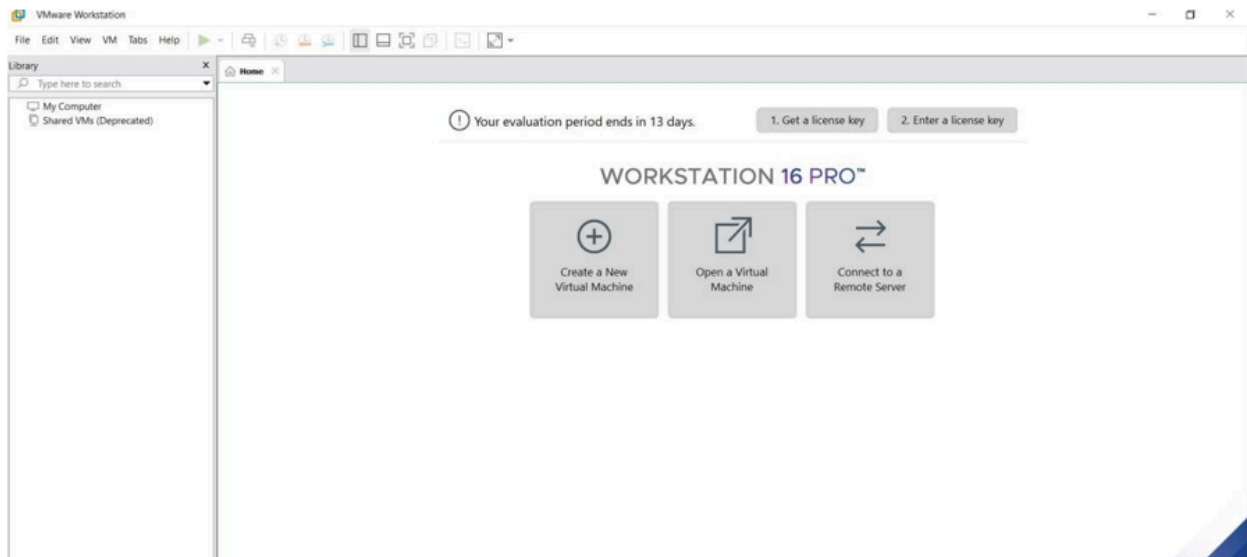 VMware Workstation
File Edit View VM Tabs Help
Library X
Home
Type here to search
My Computer
Shared VMs (Deprecated)
Your evaluation period ends in 13 days.
1. Get a license key
2. Enter a license key
WORKSTATION 16 PRO™
Create a New
Virtual Machine
Open a Virtual
Machine
Connect to a
Remote Server